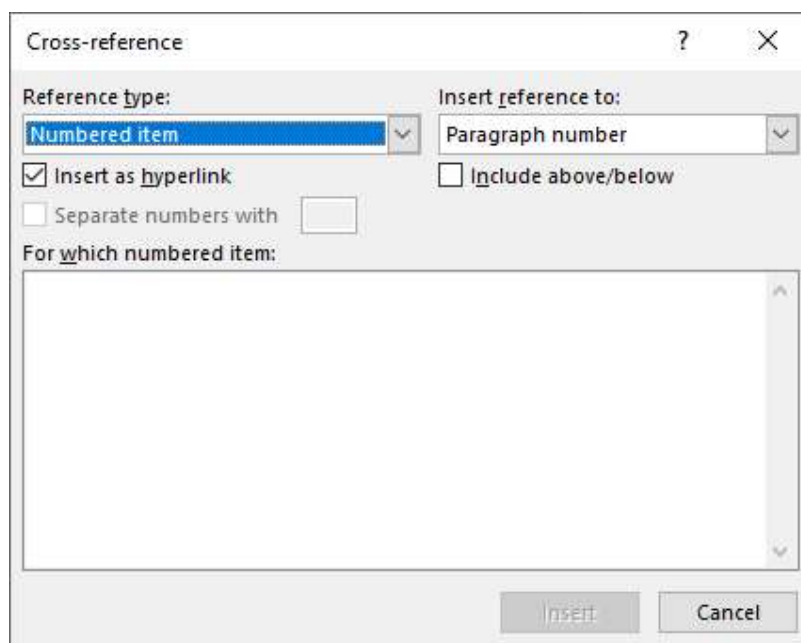 Cross-reference ?
Reference type: Insert reference to:
Numbered item Paragraph number
Insert as hyperlink Include above/below
Separate numbers with
For which numbered item:
Insert Cancel